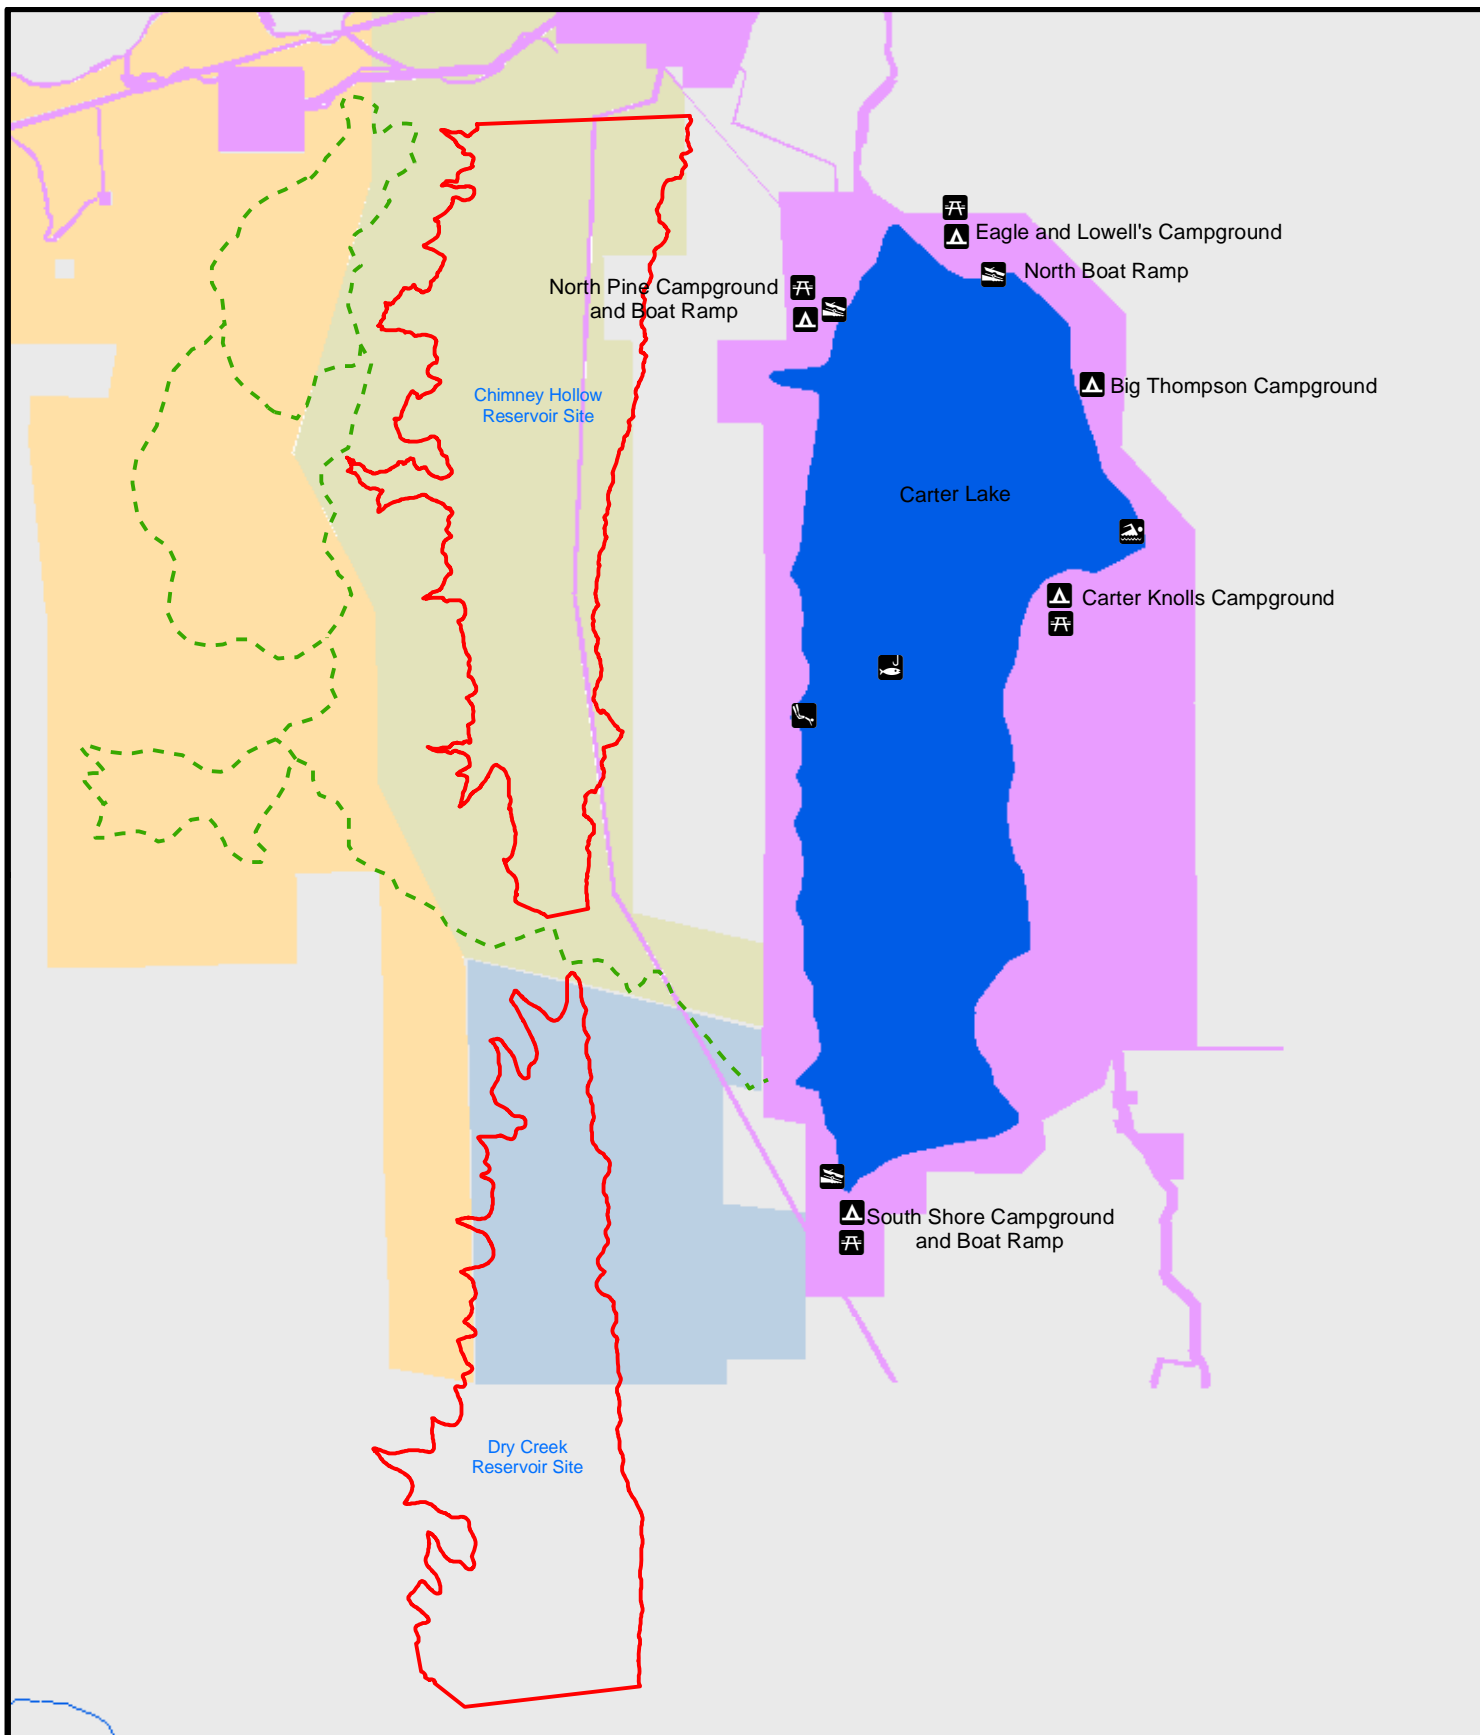 Eagle and Lowell's Campground
North Boat Ramp
North Pine Campground
and Boat Ramp
Big Thompson Campground
Chimney Hollow
Reservoir Site
Carter Lake
Carter Knolls Campground
South Shore Campground
and Boat Ramp
Dry Creek
Reservoir Site